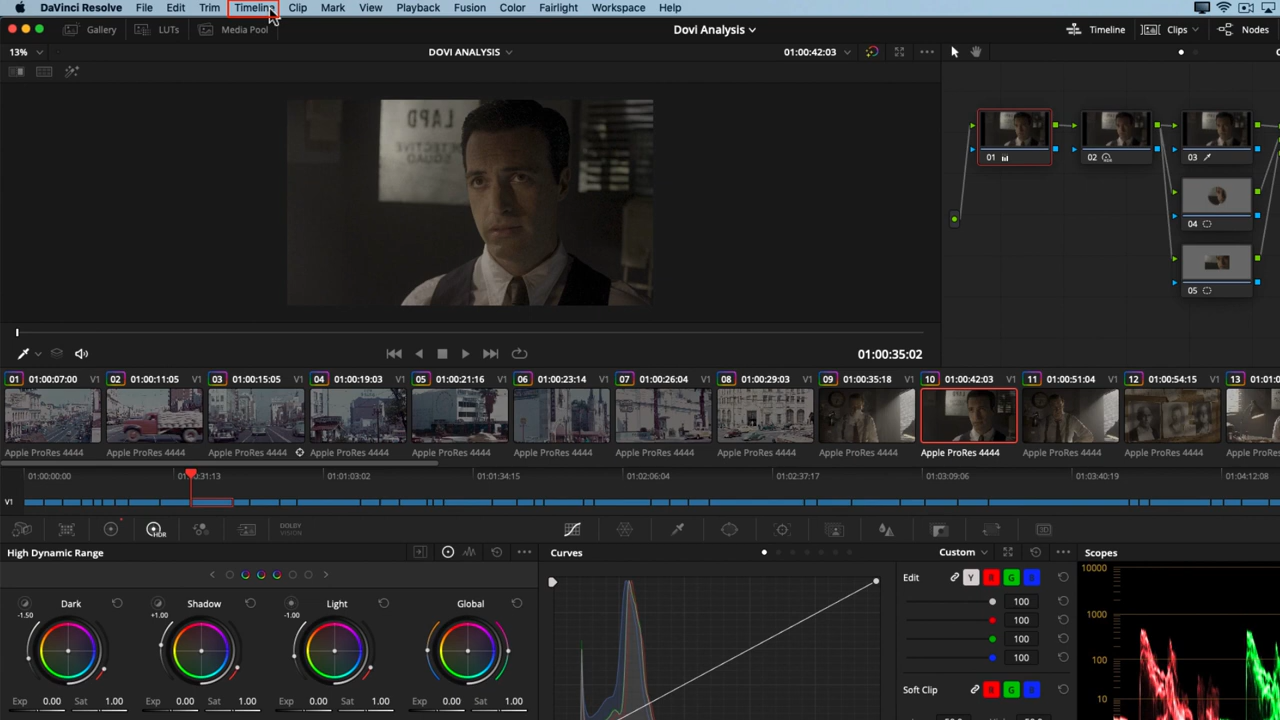 DaVinci Resolve File Edit Trim Timeline Clip Mark View Playback Fusion Color Fairlight Workspace Help
Gallery LUTs Media Pool Dovi Analysis Timeline Clips Nodes
13% DOVI ANALYSIS 01:00:42:03
LAPD
DETECTIVE
SQUAD
01 02 03
04
05
01:00:35:02
01 01:00:07:00 V1 02 01:00:11:05 V1 03 01:00:15:05 V1 04 01:00:19:03 V1 05 01:00:21:16 V1 06 01:00:23:14 V1 07 01:00:26:04 V1 08 01:00:29:03 V1 09 01:00:35:18 V1 10 01:00:42:03 V1 11 01:00:51:04 V1 12 01:00:54:15 V1 13 01:01:0
Apple ProRes 4444 Apple ProRes 4444 Apple ProRes 4444 Apple ProRes 4444 Apple ProRes 4444 Apple ProRes 4444 Apple ProRes 4444 Apple ProRes 4444 Apple ProRes 4444 Apple ProRes 4444 Apple ProRes 4444 Apple ProRes 4444 Apple Pro
01:00:00:00 01:00:31:13 01:01:03:02 01:01:34:15 01:02:06:04 01:02:37:17 01:03:09:06 01:03:40:19 01:04:12:08
V1
HDR DOLBY
VISION 3D
High Dynamic Range Curves Custom Scopes
10000
Edit Y R G B
Dark Shadow Light Global
-1.50 +1.00 -1.00
100
1000
100
100
100
100
Soft Clip R G B
10
Exp 0.00 Sat 1.00 Exp 0.00 Sat 1.00 Exp 0.00 Sat 1.00 Exp 0.00 Sat 1.00